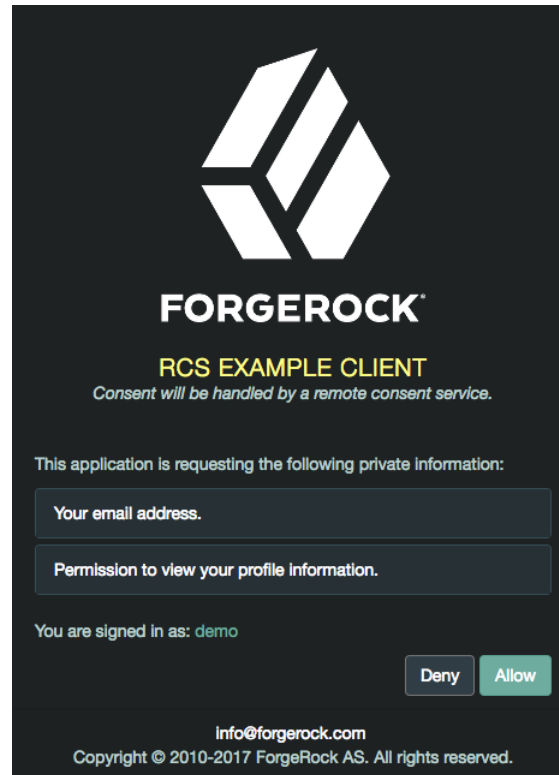 FORGEROCK®
RCS EXAMPLE CLIENT
Consent will be handled by a remote consent service.
This application is requesting the following private information:
Your email address.
Permission to view your profile information.
You are signed in as: demo
Deny
Allow
info@forgerock.com
Copyright © 2010-2017 ForgeRock AS. All rights reserved.